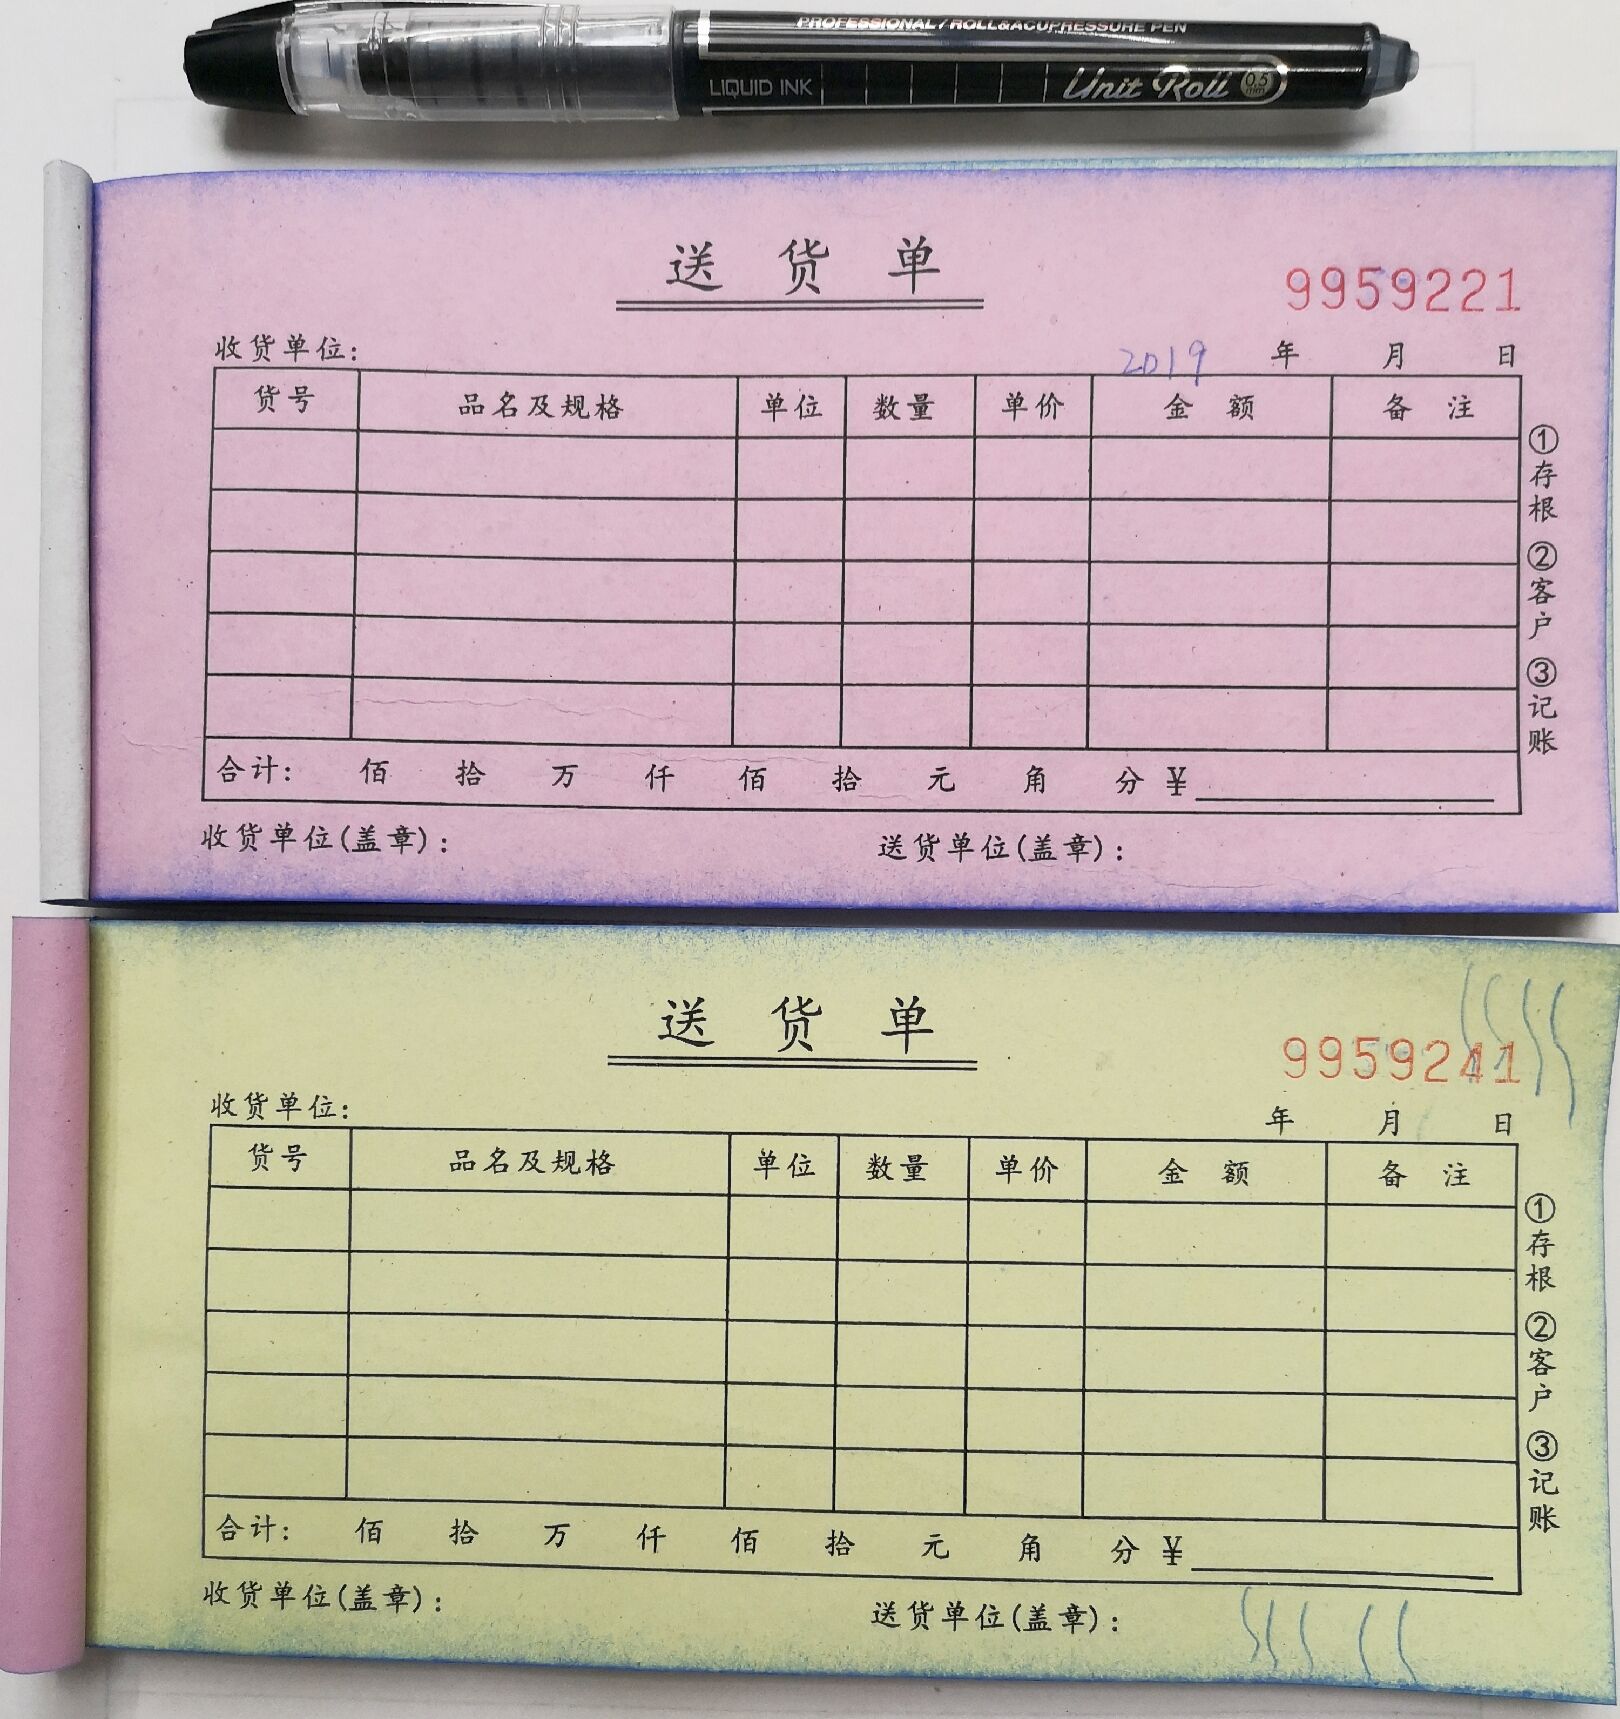 PROFESSIONAL / ROLL&ACUPRESSURE PEN
LIQUID INK Unit Roll 0.5 mm
送 货 单
9959221
收货单位:
2019 年 月 日
货号 品名及规格 单位 数量 单价 金 额 备 注
①存根 ②客户 ③记账
合计: 佰 拾 万 仟 佰 拾 元 角 分 ¥
收货单位(盖章): 送货单位(盖章):
送 货 单
9959241
收货单位:
年 月 日
货号 品名及规格 单位 数量 单价 金 额 备 注
①存根 ②客户 ③记账
合计: 佰 拾 万 仟 佰 拾 元 角 分 ¥
收货单位(盖章): 送货单位(盖章):